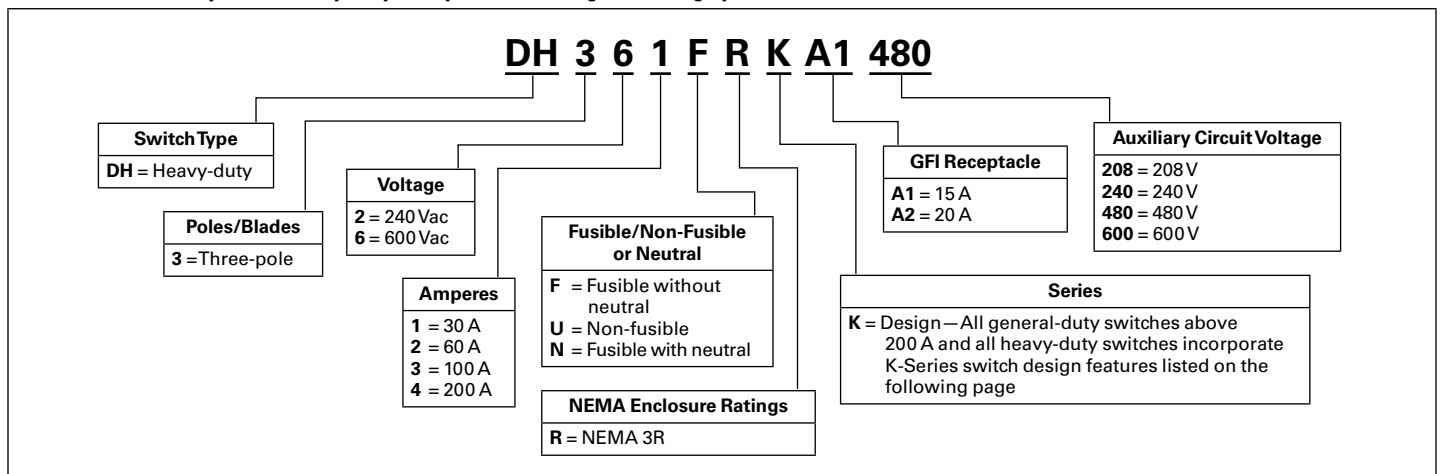 DH 3 6 1 F R K A1 480
Switch Type
DH = Heavy-duty
Poles/Blades
3 = Three-pole
Voltage
2 = 240 Vac
6 = 600 Vac
Amperes
1 = 30 A
2 = 60 A
3 = 100 A
4 = 200 A
Fusible/Non-Fusible
or Neutral
F = Fusible without
neutral
U = Non-fusible
N = Fusible with neutral
NEMA Enclosure Ratings
R = NEMA 3R
GFI Receptacle
A1 = 15 A
A2 = 20 A
Series
K = Design—All general-duty switches above
200 A and all heavy-duty switches incorporate
K-Series switch design features listed on the
following page
Auxiliary Circuit Voltage
208 = 208 V
240 = 240 V
480 = 480 V
600 = 600 V